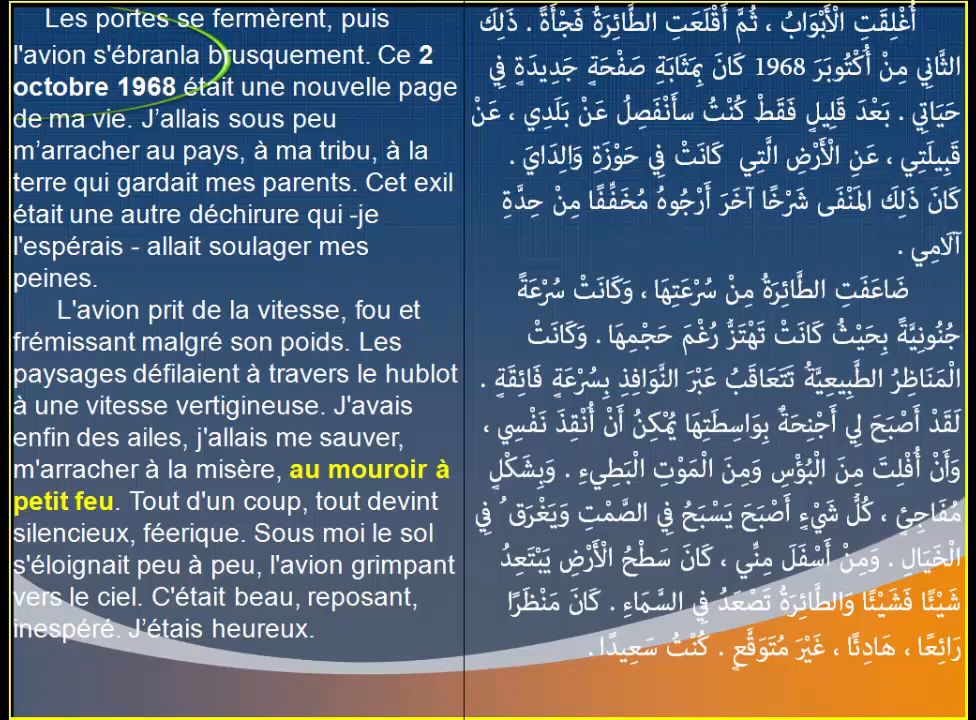 Les portes se fermèrent, puis
l'avion s'ébranla brusquement. Ce 2
octobre 1968 était une nouvelle page
de ma vie. J’allais sous peu
m’arracher au pays, à ma tribu, à la
terre qui gardait mes parents. Cet exil
était une autre déchirure qui -je
l'espérais - allait soulager mes
peines.
L'avion prit de la vitesse, fou et
frémissant malgré son poids. Les
paysages défilaient à travers le hublot
à une vitesse vertigineuse. J'avais
enfin des ailes, j'allais me sauver,
m'arracher à la misère, au mouroir à
petit feu. Tout d'un coup, tout devint
silencieux, féerique. Sous moi le sol
s'éloignait peu à peu, l'avion grimpant
vers le ciel. C'était beau, reposant,
inespéré. J’étais heureux.
أُغْلِقَتِ الْأَبْوَابُ ، ثُمَّ أَقْلَعَتِ الطَّائِرَةُ فَجْأَةً . ذَلِكَ
الثَّانِي مِنْ أُكْتُوبَرَ 1968 كَانَ بِمَثَابَةِ صَفْحَةٍ جَدِيدَةٍ فِي
حَيَاتِي . بَعْدَ قَلِيلٍ فَقَطْ كُنْتُ سأَنْفَصِلُ عَنْ بَلَدِي ، عَنْ
قَبِيلَتِي ، عَنِ الْأَرْضِ الَّتِي كَانَتْ فِي حَوْزَةِ وَالِدَايَ .
كَانَ ذَلِكَ المَنْفَى شَرْخًا آخَرَ أَرْجُوهُ مُخَفِّفًا مِنْ حِدَّةِ
آلَامِي .
ضَاعَفَتِ الطَّائِرَةُ مِنْ سُرْعَتِهَا ، وَكَانَتْ سُرْعَةً
جُنُونِيَّةً بِحَيْثُ كَانَتْ تَهْتَزُّ رُغْمَ حَجْمِهَا . وَكَانَتْ
الْمَنَاظِرُ الطَّبِيعِيَّةُ تَتَعَاقَبُ عَبْرَ النَّوَافِذِ بِسُرْعَةٍ فَائِقَةٍ .
لَقَدْ أَصْبَحَ لِي أَجْنِحَةٌ بِوَاسِطَتِهَا يُمْكِنُ أَنْ أُنْقِذَ نَفْسِي ،
وَأَنْ أُفْلِتَ مِنَ الْبُؤْسِ وَمِنَ الْمَوْتِ الْبَطِيءِ . وَبِشَكْلٍ
مُفَاجِئٍ ، كُلُّ شَيْءٍ أَصْبَحَ يَسْبَحُ فِي الصَّمْتِ وَيَغْرَقُ فِي
الْخَيَالِ . وَمِنْ أَسْفَلَ مِنِّي ، كَانَ سَطْحُ الْأَرْضِ يَبْتَعِدُ
شَيْئًا فَشَيْئًا وَالطَّائِرَةُ تَصْعَدُ فِي السَّمَاءِ . كَانَ مَنْظَرًا
رَائِعًا ، هَادِئًا ، غَيْرَ مُتَوَقَّعٍ . كُنْتُ سَعِيدًا .